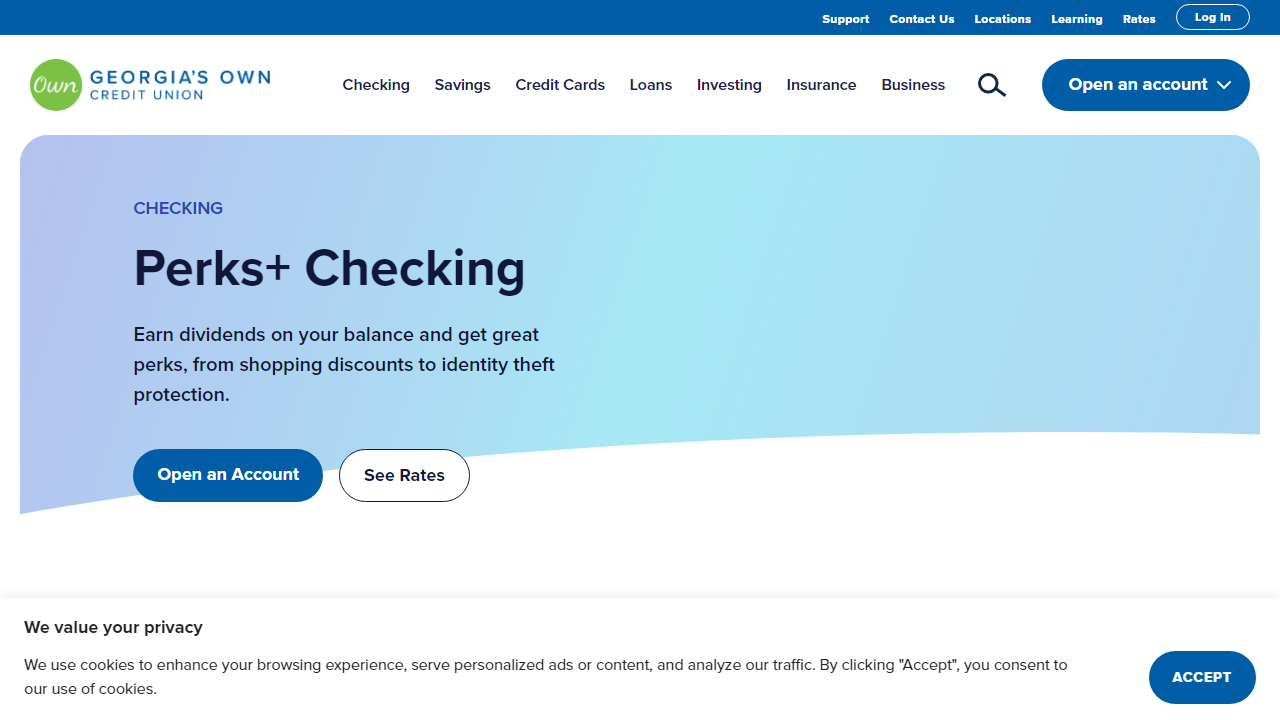 Support Contact Us Locations Learning Rates Log In
Own GEORGIA'S OWN
CREDIT UNION
Checking Savings Credit Cards Loans Investing Insurance Business Open an account
CHECKING
Perks+ Checking
Earn dividends on your balance and get great
perks, from shopping discounts to identity theft
protection.
Open an Account See Rates
We value your privacy
We use cookies to enhance your browsing experience, serve personalized ads or content, and analyze our traffic. By clicking "Accept", you consent to
our use of cookies.
ACCEPT